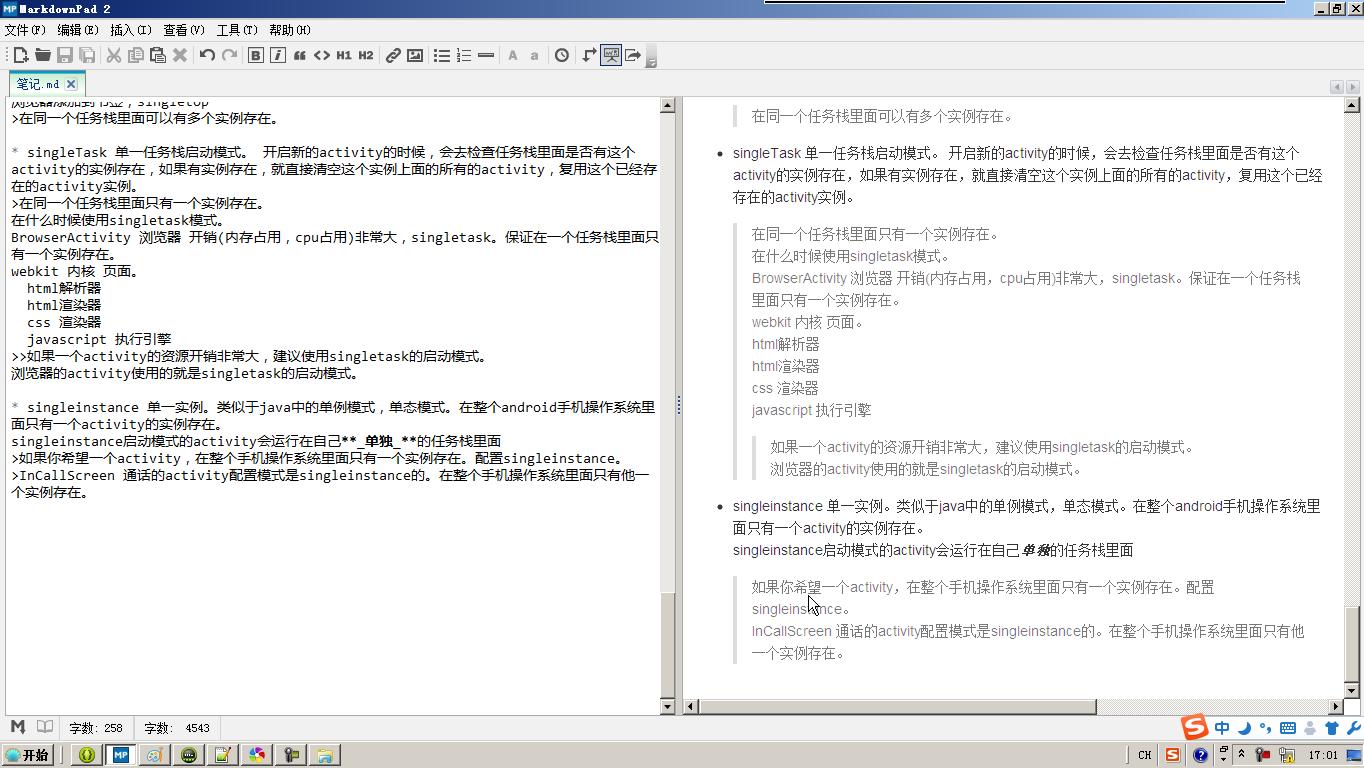 MarkdownPad 2
文件(F) 编辑(E) 插入(I) 查看(V) 工具(T) 帮助(H)
B i “ <> H1 H2 A a
笔记.md
浏览器添加到书签，singletop
>在同一个任务栈里面可以有多个实例存在。
* singleTask 单一任务栈启动模式。 开启新的activity的时候，会去检查任务栈里面是否有这个
activity的实例存在，如果有实例存在，就直接清空这个实例上面的所有的activity，复用这个已经存
在的activity实例。
>在同一个任务栈里面只有一个实例存在。
在什么时候使用singletask模式。
BrowserActivity 浏览器 开销(内存占用，cpu占用)非常大，singletask。保证在一个任务栈里面只
有一个实例存在。
webkit 内核 页面。
html解析器
html渲染器
css 渲染器
javascript 执行引擎
>>如果一个activity的资源开销非常大，建议使用singletask的启动模式。
浏览器的activity使用的就是singletask的启动模式。
* singleinstance 单一实例。类似于java中的单例模式，单态模式。在整个android手机操作系统里
面只有一个activity的实例存在。
singleinstance启动模式的activity会运行在自己**_单独_**的任务栈里面
>如果你希望一个activity，在整个手机操作系统里面只有一个实例存在。配置singleinstance。
>InCallScreen 通话的activity配置模式是singleinstance的。在整个手机操作系统里面只有他一
个实例存在。
在同一个任务栈里面可以有多个实例存在。
• singleTask 单一任务栈启动模式。 开启新的activity的时候，会去检查任务栈里面是否有这个
activity的实例存在，如果有实例存在，就直接清空这个实例上面的所有的activity，复用这个已经
存在的activity实例。
在同一个任务栈里面只有一个实例存在。
在什么时候使用singletask模式。
BrowserActivity 浏览器 开销(内存占用，cpu占用)非常大，singletask。保证在一个任务栈
里面只有一个实例存在。
webkit 内核 页面。
html解析器
html渲染器
css 渲染器
javascript 执行引擎
如果一个activity的资源开销非常大，建议使用singletask的启动模式。
浏览器的activity使用的就是singletask的启动模式。
• singleinstance 单一实例。类似于java中的单例模式，单态模式。在整个android手机操作系统里
面只有一个activity的实例存在。
singleinstance启动模式的activity会运行在自己单独的任务栈里面
如果你希望一个activity，在整个手机操作系统里面只有一个实例存在。配置
singleinstance。
InCallScreen 通话的activity配置模式是singleinstance的。在整个手机操作系统里面只有他
一个实例存在。
字数: 258 字数: 4543
中
开始 MP CH 17:01